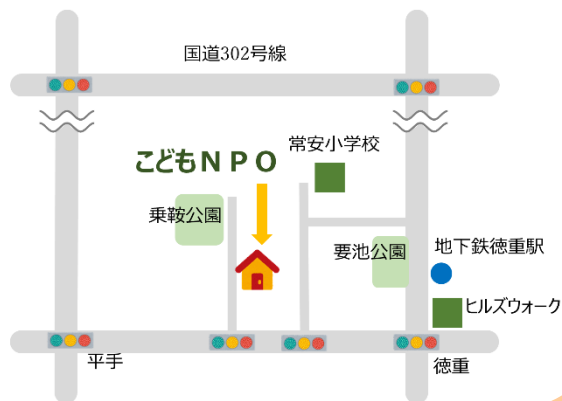 国道302号線
常安小学校
こどもNPO
乗鞍公園
要池公園
地下鉄徳重駅
ヒルズウォーク
平手
徳重